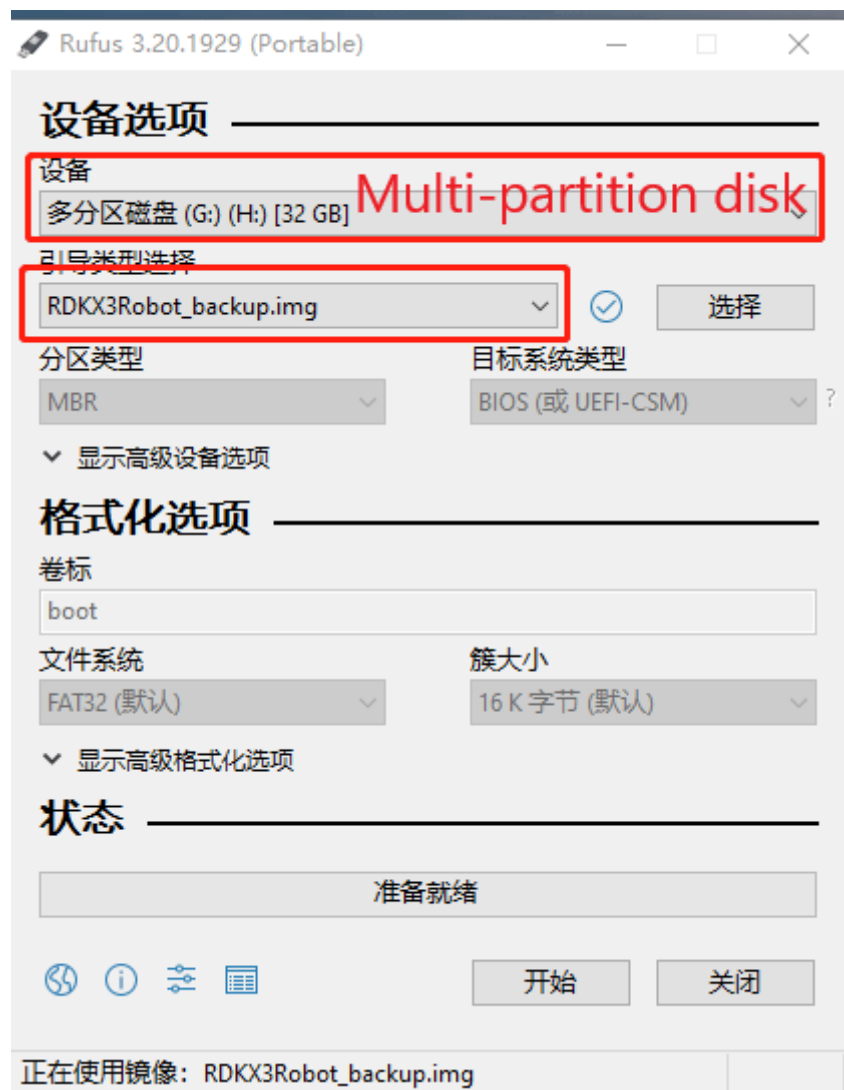 Rufus 3.20.1929 (Portable)
设备选项
设备
多分区磁盘 (G:) (H:) [32 GB] Multi-partition disk
引导类型选择
RDKX3Robot_backup.img 选择
分区类型 目标系统类型
MBR BIOS (或 UEFI-CSM) ?
显示高级设备选项
格式化选项
卷标
boot
文件系统 簇大小
FAT32 (默认) 16 K 字节 (默认)
显示高级格式化选项
状态
准备就绪
开始 关闭
正在使用镜像：RDKX3Robot_backup.img